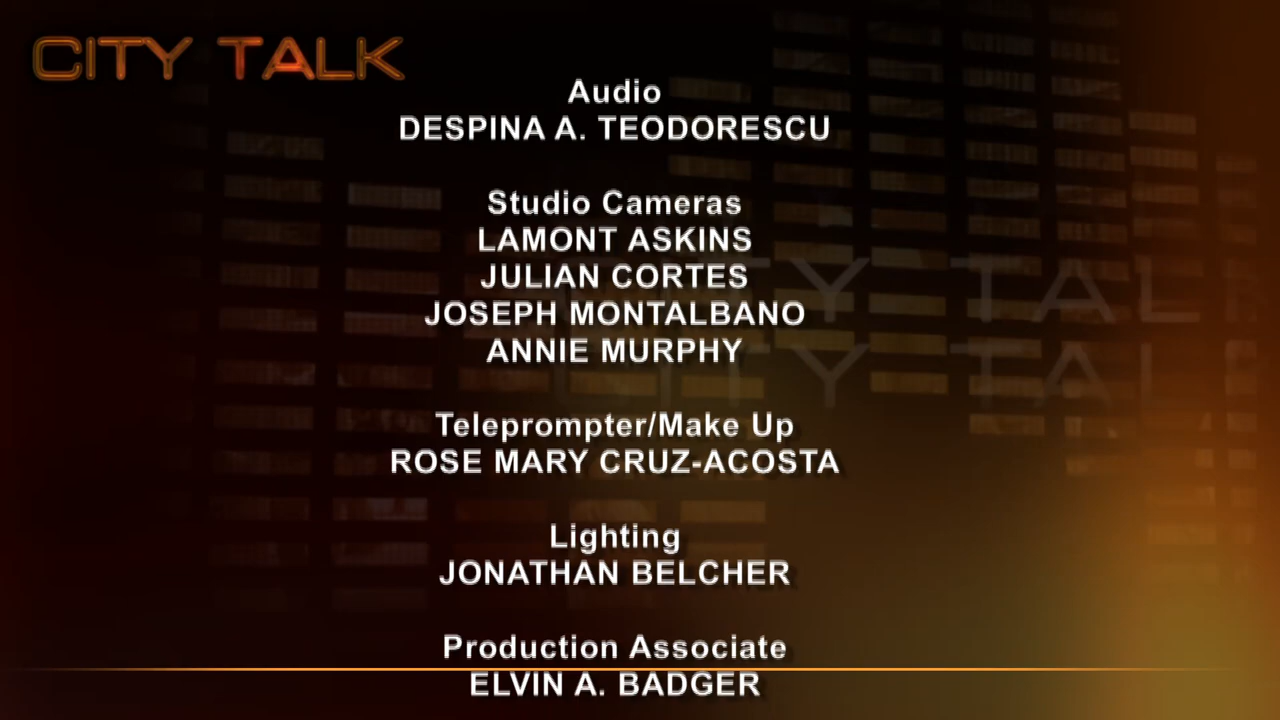 CITY TALK
Audio
DESPINA A. TEODORESCU
Studio Cameras
LAMONT ASKINS
JULIAN CORTES
JOSEPH MONTALBANO
ANNIE MURPHY
Teleprompter/Make Up
ROSE MARY CRUZ-ACOSTA
Lighting
JONATHAN BELCHER
Production Associate
ELVIN A. BADGER